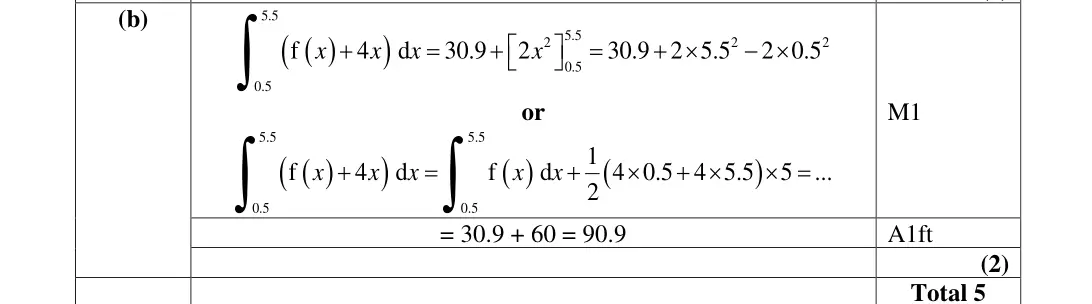 (b)
∫_{0.5}^{5.5} (f(x)+4x) dx = 30.9 + [2x²]_{0.5}^{5.5} = 30.9 + 2×5.5² − 2×0.5²
or
M1
∫_{0.5}^{5.5} (f(x)+4x) dx = ∫_{0.5}^{5.5} f(x) dx + \frac{1}{2}(4×0.5+4×5.5)×5 = ...
= 30.9 + 60 = 90.9 A1ft
(2)
Total 5